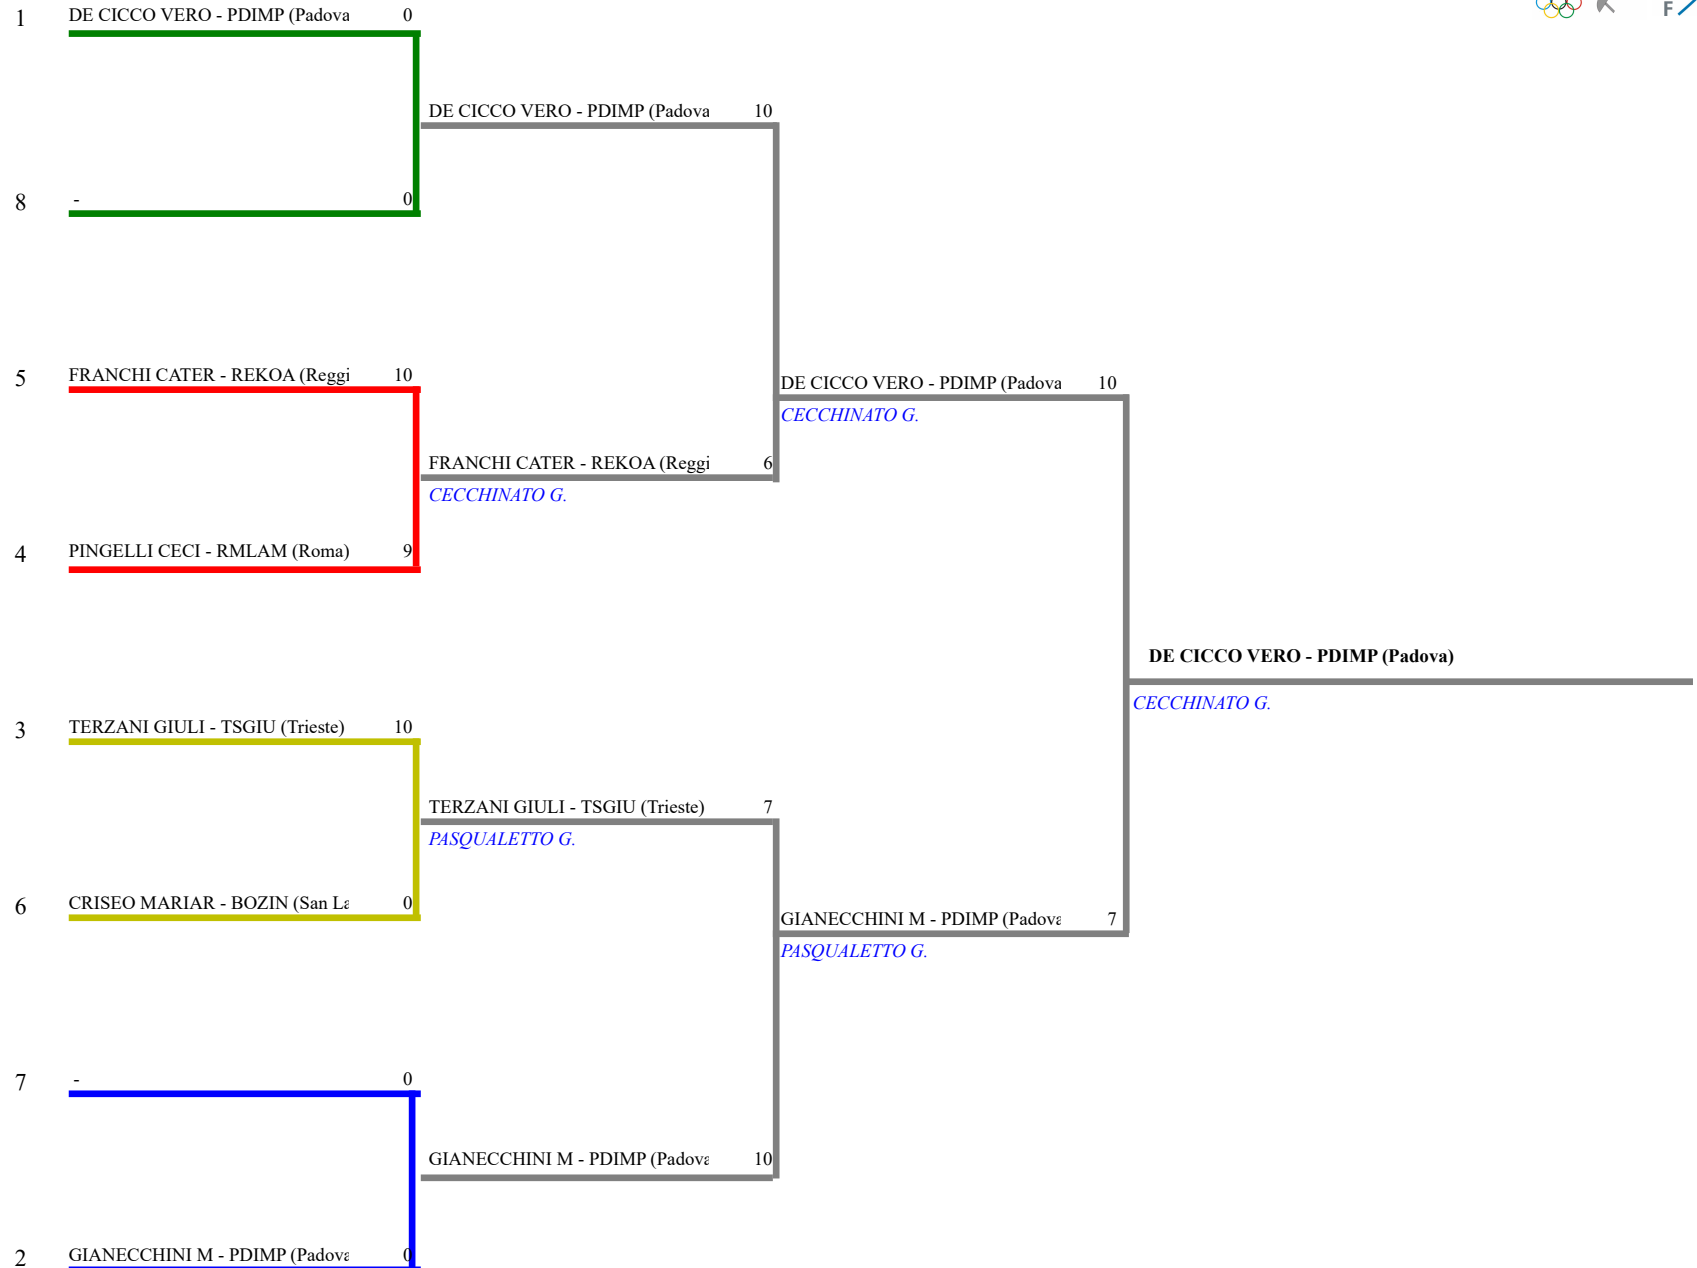 F
1 DE CICCO VERO - PDIMP (Padova 0
DE CICCO VERO - PDIMP (Padova 10
8 - 0
5 FRANCHI CATER - REKOA (Reggi 10
DE CICCO VERO - PDIMP (Padova 10
CECCHINATO G.
FRANCHI CATER - REKOA (Reggi 6
CECCHINATO G.
4 PINGELLI CECI - RMLAM (Roma) 9
DE CICCO VERO - PDIMP (Padova)
CECCHINATO G.
3 TERZANI GIULI - TSGIU (Trieste) 10
TERZANI GIULI - TSGIU (Trieste) 7
PASQUALETTO G.
6 CRISEO MARIAR - BOZIN (San La 0
GIANECCHINI M - PDIMP (Padova 7
PASQUALETTO G.
7 - 0
GIANECCHINI M - PDIMP (Padova 10
2 GIANECCHINI M - PDIMP (Padova 0